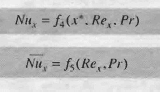 Nu_x = f_4(x*, Re_x, Pr)
\overline{Nu}_x = f_5(Re_x, Pr)